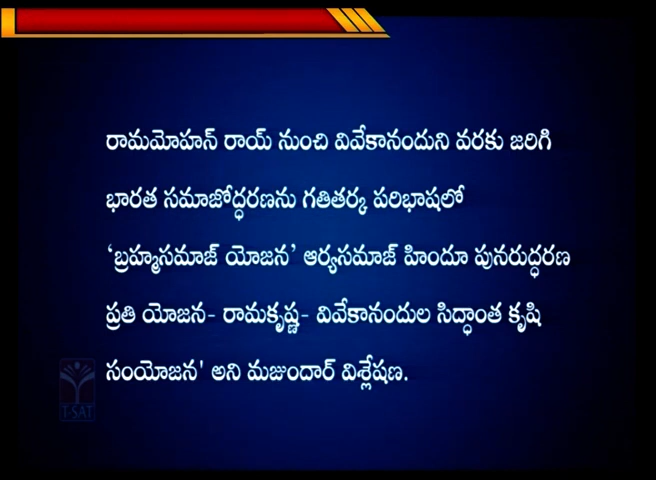 రామమోహన్ రాయ్ నుంచి వివేకానందుని వరకు జరిగి
భారత సమాజోద్ధరణను గతితర్క పరిభాషలో
‘బ్రహ్మసమాజ్ యోజన’ ఆర్యసమాజ్ హిందూ పునరుద్ధరణ
ప్రతి యోజన- రామకృష్ణ- వివేకానందుల సిద్ధాంత కృషి
సంయోజన' అని మజుందార్ విశ్లేషణ.
T-SAT